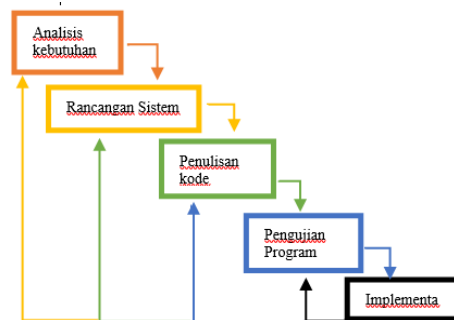 Analisis
kebutuhan
Rancangan Sistem
Penulisan
kode
Pengujian
Program
Implementa